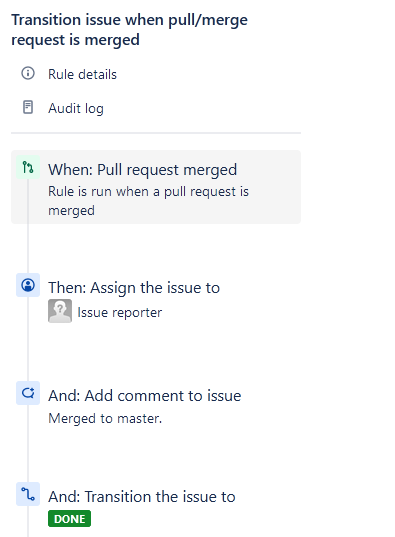 Transition issue when pull/merge
request is merged
Rule details
Audit log
When: Pull request merged
Rule is run when a pull request is
merged
Then: Assign the issue to
Issue reporter
And: Add comment to issue
Merged to master.
And: Transition the issue to
DONE